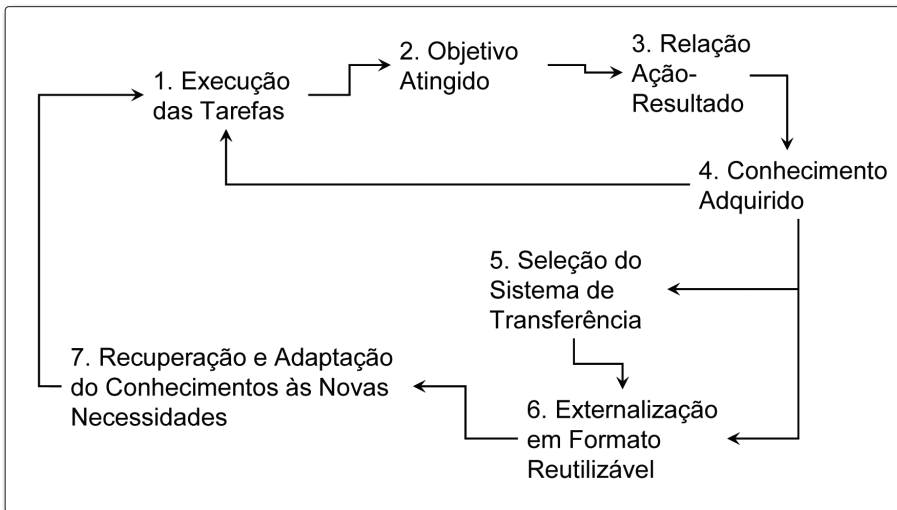 1. Execução
das Tarefas
2. Objetivo
Atingido
3. Relação
Ação-
Resultado
4. Conhecimento
Adquirido
5. Seleção do
Sistema de
Transferência
6. Externalização
em Formato
Reutilizável
7. Recuperação e Adaptação
do Conhecimentos às Novas
Necessidades